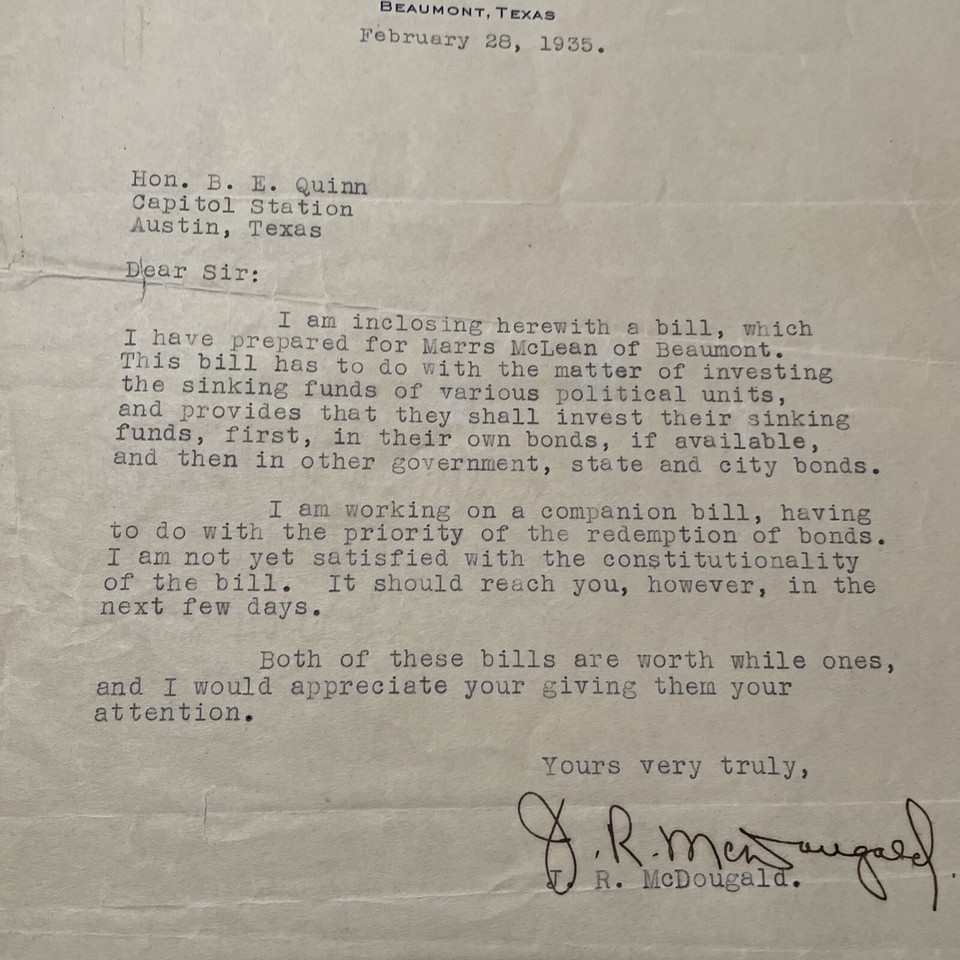 BEAUMONT, TEXAS
February 28, 1935.
Hon. B. E. Quinn
Capitol Station
Austin, Texas
Dear Sir:
I am inclosing herewith a bill, which
I have prepared for Marrs McLean of Beaumont.
This bill has to do with the matter of investing
the sinking funds of various political units,
and provides that they shall invest their sinking
funds, first, in their own bonds, if available,
and then in other government, state and city bonds.
I am working on a companion bill, having
to do with the priority of the redemption of bonds.
I am not yet satisfied with the constitutionality
of the bill. It should reach you, however, in the
next few days.
Both of these bills are worth while ones,
and I would appreciate your giving them your
attention.
Yours very truly,
J. R. McDougald.
J. R. McDougald.